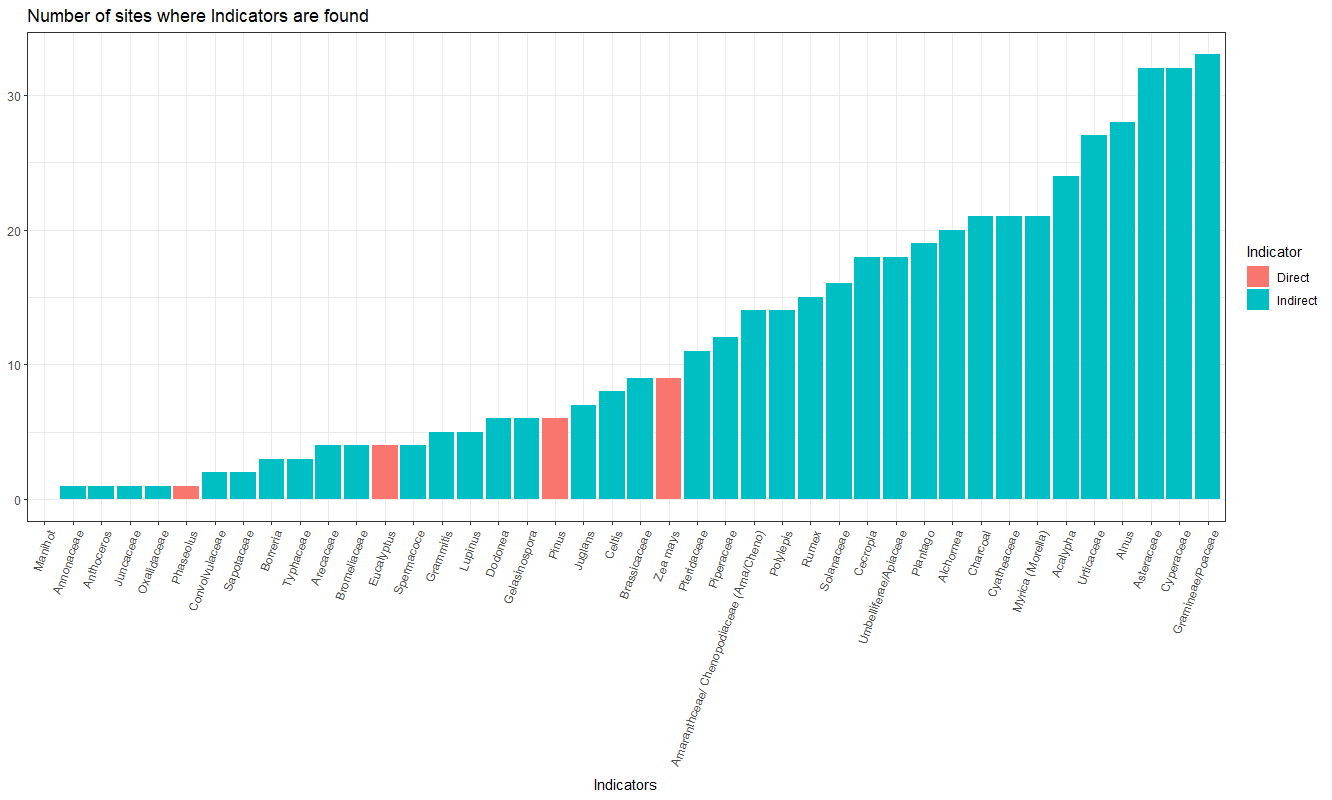 Number of sites where Indicators are found
30
20
10
0
Manihot
Annonaceae
Anthoceros
Juncaceae
Oxalidaceae
Phaseolus
Convolvulaceae
Sapotaceae
Borreria
Typhaceae
Arecaceae
Bromeliaceae
Eucalyptus
Spermacoce
Grammitis
Lupinus
Dodonea
Gelasinospora
Pinus
Juglans
Celtis
Brassicaceae
Zea mays
Pteridaceae
Piperaceae
Amaranthceae/ Chenopodiaceae (Ama/Cheno)
Polylepis
Rumex
Solanaceae
Cecropia
Umbelliferae/Apiaceae
Plantago
Alchornea
Charcoal
Cyatheaceae
Myrica (Morella)
Acalypha
Urticaceae
Alnus
Asteraceae
Cyperaceae
Gramineae/Poaceae
Indicators
Indicator
Direct
Indirect